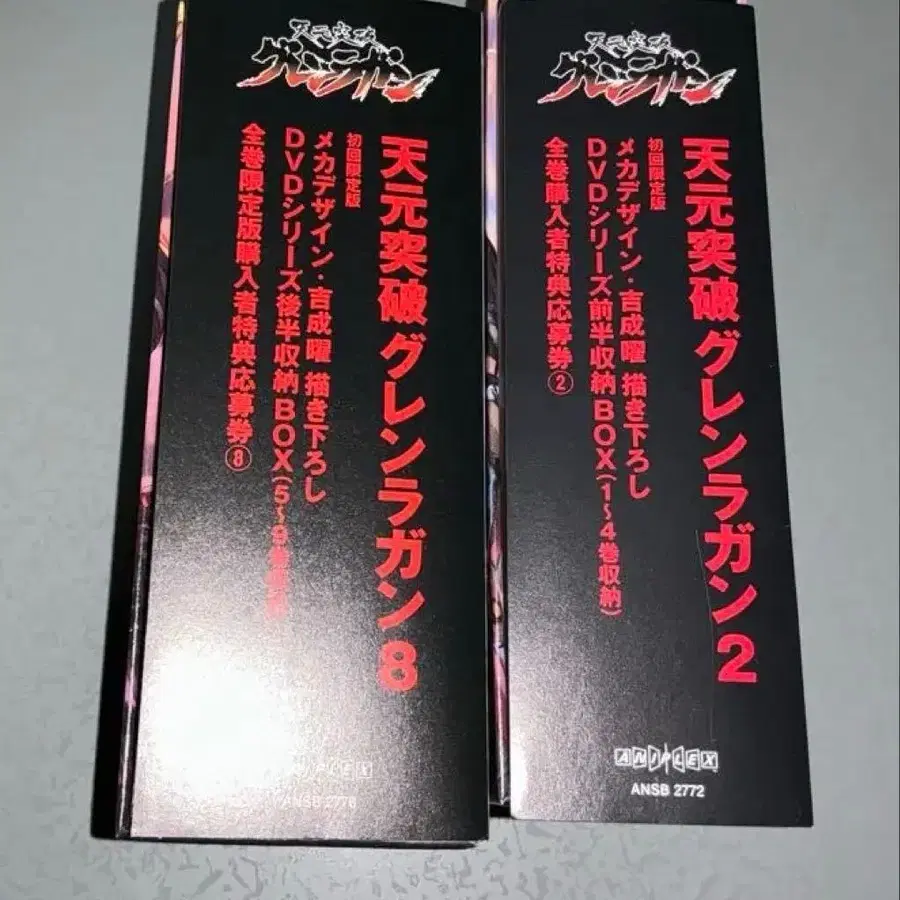 天元突破
グレンラガン
天元突破 グレンラガン 8
初回限定版
メカデザイン・吉成曜 描き下ろし
DVDシリーズ後半収納BOX(5〜9巻
全巻限定版購入者特典応募券⑧
ANIPLEX
ANSB 2778
天元突破
グレンラガン
天元突破 グレンラガン 2
初回限定版
メカデザイン・吉成曜 描き下ろし
DVDシリーズ前半収納BOX(1〜4巻収納)
全巻購入者特典応募券②
ANIPLEX
ANSB 2772